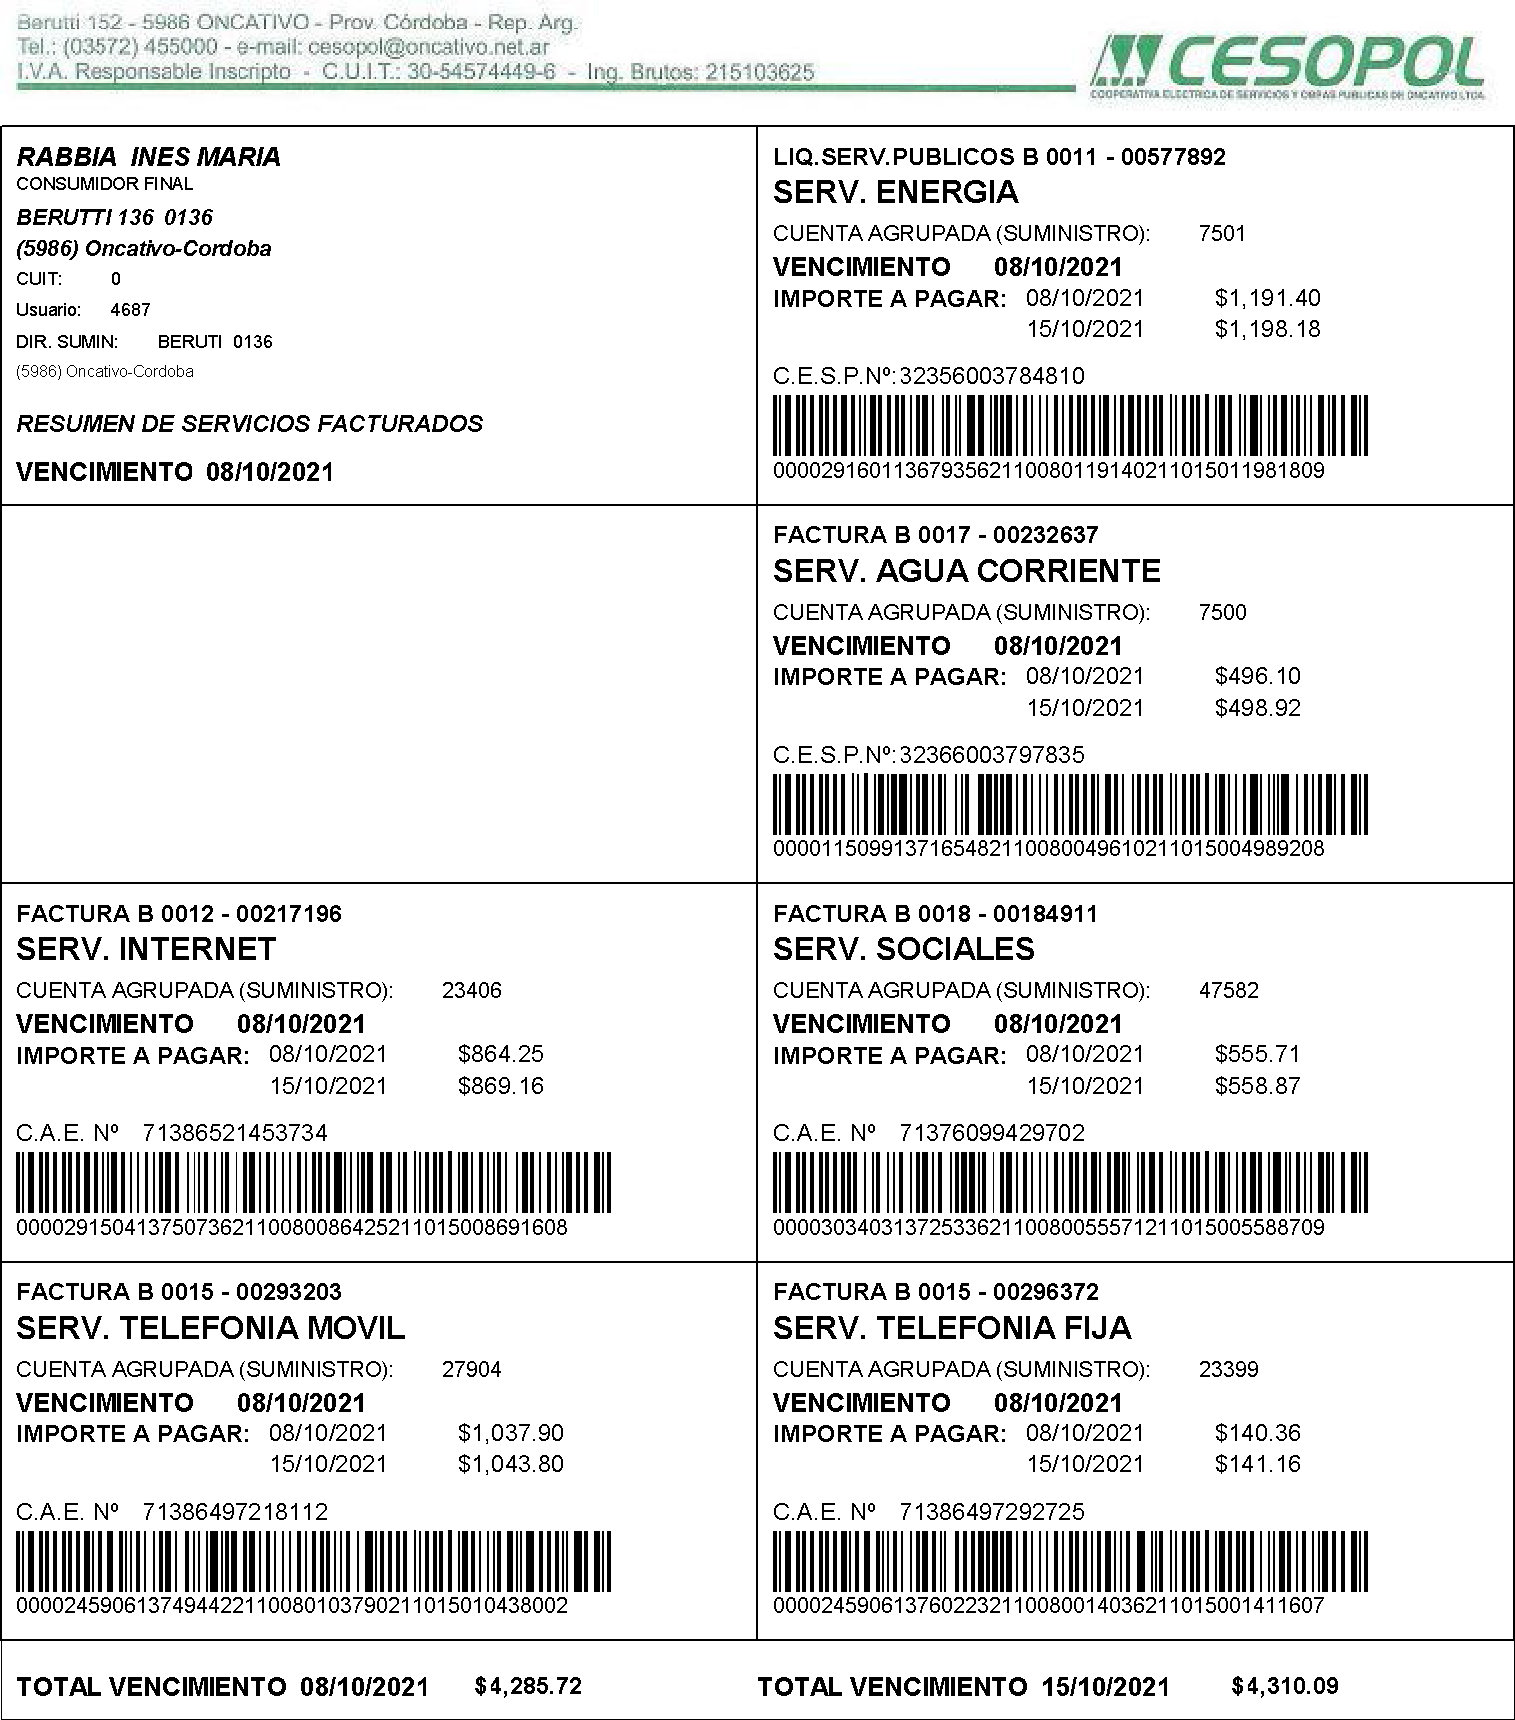 Berutti 152 - 5986 ONCATIVO - Prov. Córdoba - Rep. Arg.
Tel.: (03572) 455000 - e-mail: cesopol@oncativo.net.ar
I.V.A. Responsable Inscripto - C.U.I.T.: 30-54574449-6 - Ing. Brutos: 215103625
CESOPOL
COOPERATIVA ELECTRICA DE SERVICIOS Y OBRAS PUBLICAS DE ONCATIVO LTDA.
RABBIA INES MARIA
CONSUMIDOR FINAL
BERUTTI 136 0136
(5986) Oncativo-Cordoba
CUIT: 0
Usuario: 4687
DIR. SUMIN: BERUTI 0136
(5986) Oncativo-Cordoba
RESUMEN DE SERVICIOS FACTURADOS
VENCIMIENTO 08/10/2021
LIQ.SERV.PUBLICOS B 0011 - 00577892
SERV. ENERGIA
CUENTA AGRUPADA (SUMINISTRO): 7501
VENCIMIENTO 08/10/2021
IMPORTE A PAGAR: 08/10/2021 $1,191.40
15/10/2021 $1,198.18
C.E.S.P.Nº: 32356003784810
0000291601136793562110080119140211015011981809
FACTURA B 0017 - 00232637
SERV. AGUA CORRIENTE
CUENTA AGRUPADA (SUMINISTRO): 7500
VENCIMIENTO 08/10/2021
IMPORTE A PAGAR: 08/10/2021 $496.10
15/10/2021 $498.92
C.E.S.P.Nº: 32366003797835
0000115099137165482110080049610211015004989208
FACTURA B 0012 - 00217196
SERV. INTERNET
CUENTA AGRUPADA (SUMINISTRO): 23406
VENCIMIENTO 08/10/2021
IMPORTE A PAGAR: 08/10/2021 $864.25
15/10/2021 $869.16
C.A.E. Nº 71386521453734
0000291504137507362110080086425211015008691608
FACTURA B 0018 - 00184911
SERV. SOCIALES
CUENTA AGRUPADA (SUMINISTRO): 47582
VENCIMIENTO 08/10/2021
IMPORTE A PAGAR: 08/10/2021 $555.71
15/10/2021 $558.87
C.A.E. Nº 71376099429702
0000303403137253362110080055571211015005588709
FACTURA B 0015 - 00293203
SERV. TELEFONIA MOVIL
CUENTA AGRUPADA (SUMINISTRO): 27904
VENCIMIENTO 08/10/2021
IMPORTE A PAGAR: 08/10/2021 $1,037.90
15/10/2021 $1,043.80
C.A.E. Nº 71386497218112
0000245906137494422110080103790211015010438002
FACTURA B 0015 - 00296372
SERV. TELEFONIA FIJA
CUENTA AGRUPADA (SUMINISTRO): 23399
VENCIMIENTO 08/10/2021
IMPORTE A PAGAR: 08/10/2021 $140.36
15/10/2021 $141.16
C.A.E. Nº 71386497292725
0000245906137602232110080014036211015001411607
TOTAL VENCIMIENTO 08/10/2021 $4,285.72
TOTAL VENCIMIENTO 15/10/2021 $4,310.09